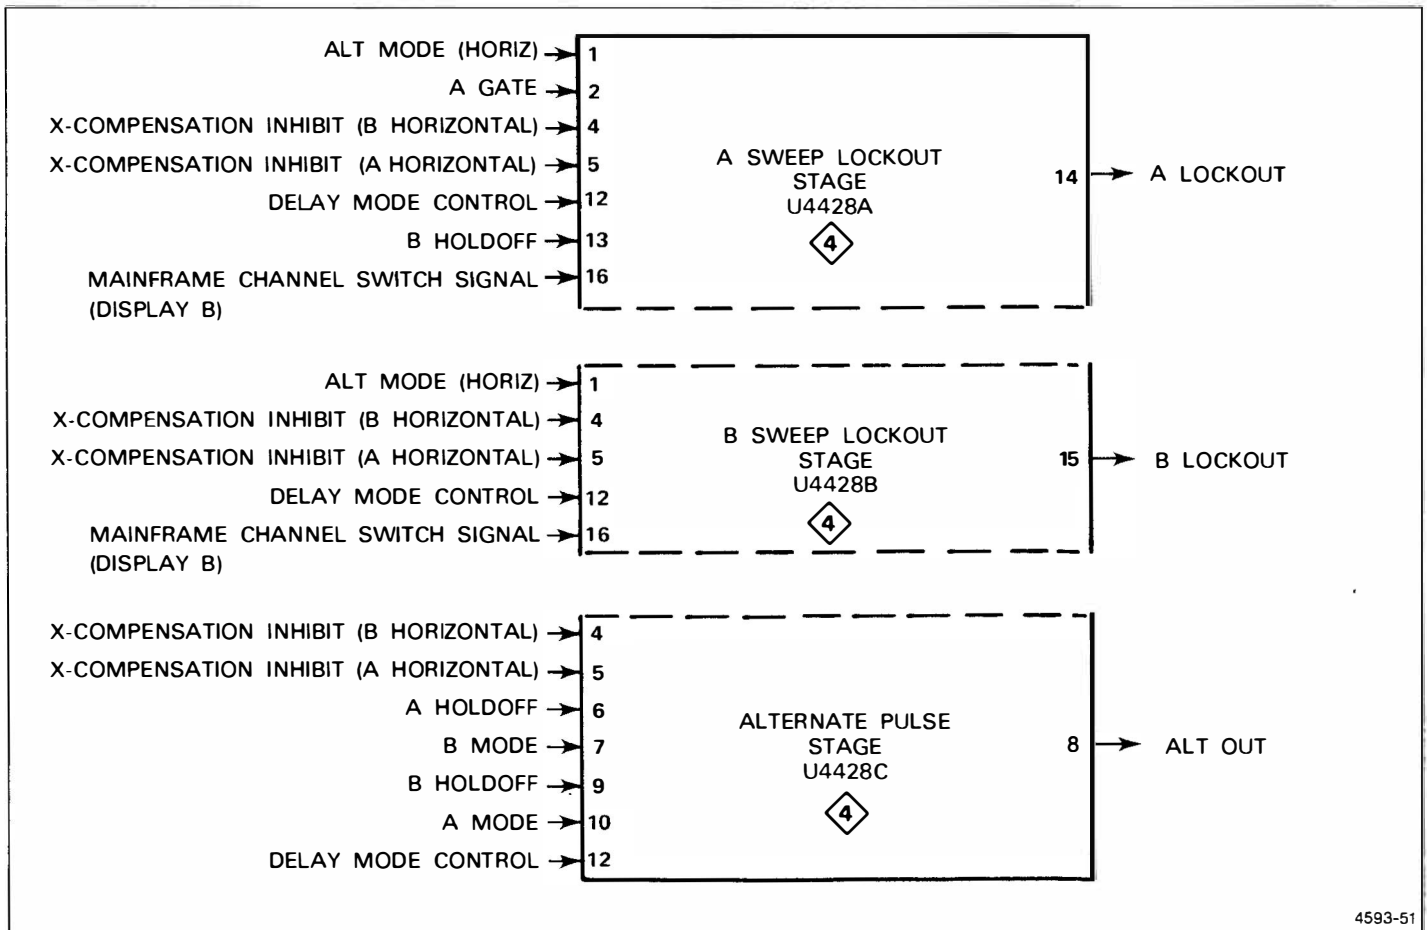 ALT MODE (HORIZ) 1
A GATE 2
X-COMPENSATION INHIBIT (B HORIZONTAL) 4
X-COMPENSATION INHIBIT (A HORIZONTAL) 5
DELAY MODE CONTROL 12
B HOLDOFF 13
MAINFRAME CHANNEL SWITCH SIGNAL 16
(DISPLAY B)
A SWEEP LOCKOUT
STAGE
U4428A
4
14 A LOCKOUT
ALT MODE (HORIZ) 1
X-COMPENSATION INHIBIT (B HORIZONTAL) 4
X-COMPENSATION INHIBIT (A HORIZONTAL) 5
DELAY MODE CONTROL 12
MAINFRAME CHANNEL SWITCH SIGNAL 16
(DISPLAY B)
B SWEEP LOCKOUT
STAGE
U4428B
4
15 B LOCKOUT
X-COMPENSATION INHIBIT (B HORIZONTAL) 4
X-COMPENSATION INHIBIT (A HORIZONTAL) 5
A HOLDOFF 6
B MODE 7
B HOLDOFF 9
A MODE 10
DELAY MODE CONTROL 12
ALTERNATE PULSE
STAGE
U4428C
4
8 ALT OUT
4593-51